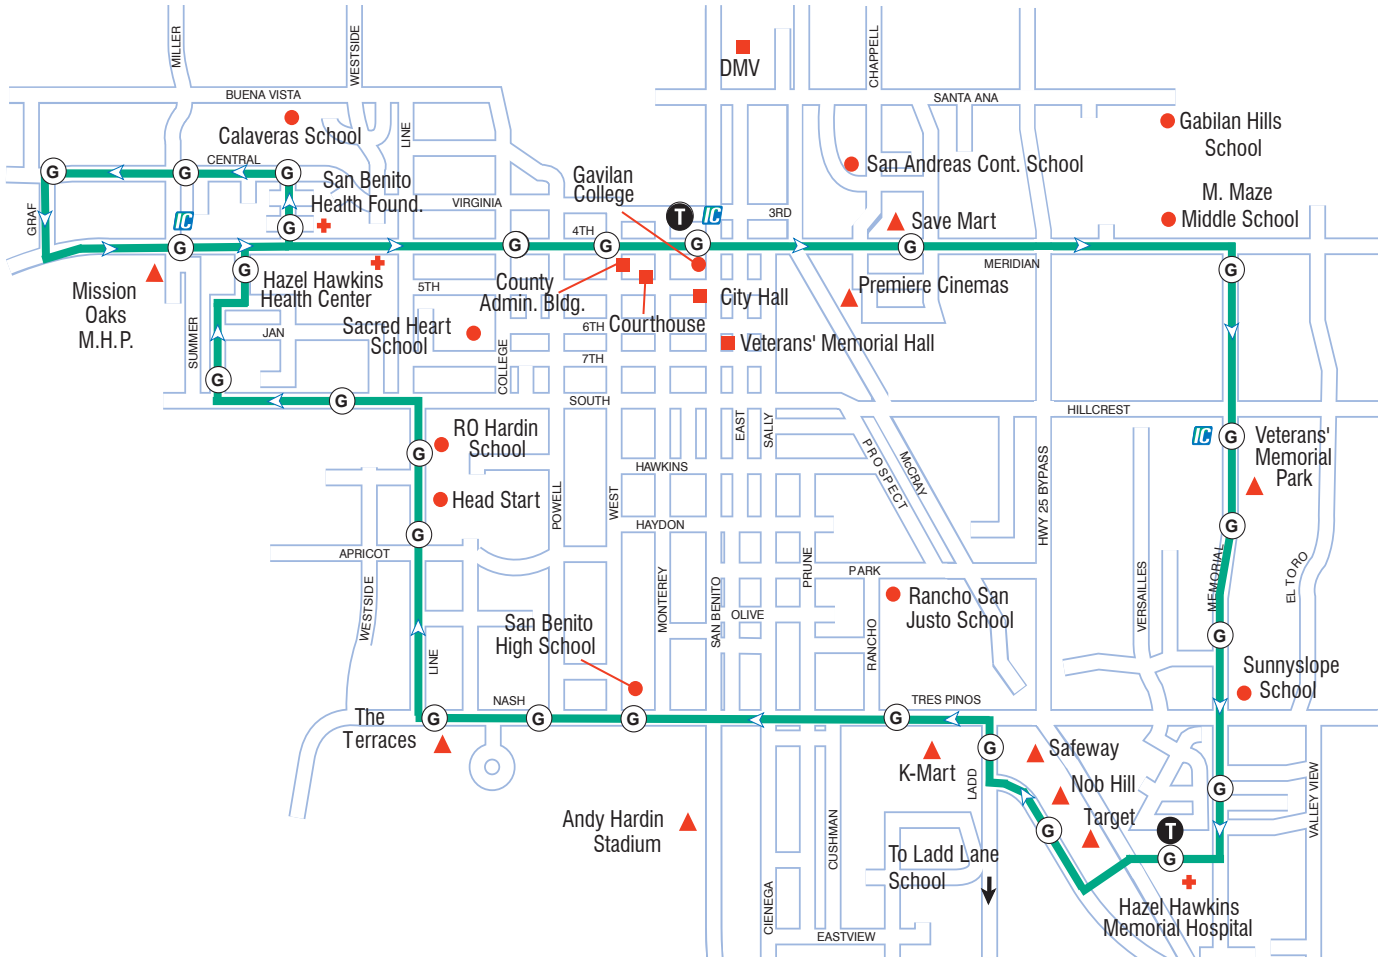 MILLER
WESTSIDE
CHAPPELL
DMV
BUENA VISTA
SANTA ANA
Calaveras School
LINE
Gabilan Hills
School
San Andreas Cont. School
CENTRAL
G
G
G
San Benito
Health Found.
Gavilan
College
M. Maze
Middle School
GRAF
IC
VIRGINIA
T
IC
3RD
Save Mart
G
4TH
G
G
G
G
G
MERIDIAN
G
G
Mission
Oaks
M.H.P.
Hazel Hawkins
Health Center
5TH
County
Admin. Bldg.
City Hall
Premiere Cinemas
SUMMER
JAN
Sacred Heart
School
6TH
Courthouse
Veterans' Memorial Hall
COLLEGE
7TH
G
G
SOUTH
HILLCREST
EAST
SALLY
RO Hardin
School
G
IC
G
Veterans'
Memorial
Park
PROSPECT
McCRAY
HWY 25 BYPASS
HAWKINS
Head Start
POWELL
WEST
HAYDON
G
G
APRICOT
PRUNE
PARK
MEMORIAL
EL TORO
WESTSIDE
VERSAILLES
MONTEREY
SAN BENITO
OLIVE
Rancho San
Justo School
San Benito
High School
RANCHO
G
LINE
Sunnyslope
School
NASH
TRES PINOS
The
Terraces
G
G
G
G
G
Safeway
K-Mart
LADD
Nob Hill
G
VALLEY VIEW
Target
Andy Hardin
Stadium
CUSHMAN
G
T
G
To Ladd Lane
School
CIENEGA
Hazel Hawkins
Memorial Hospital
EASTVIEW